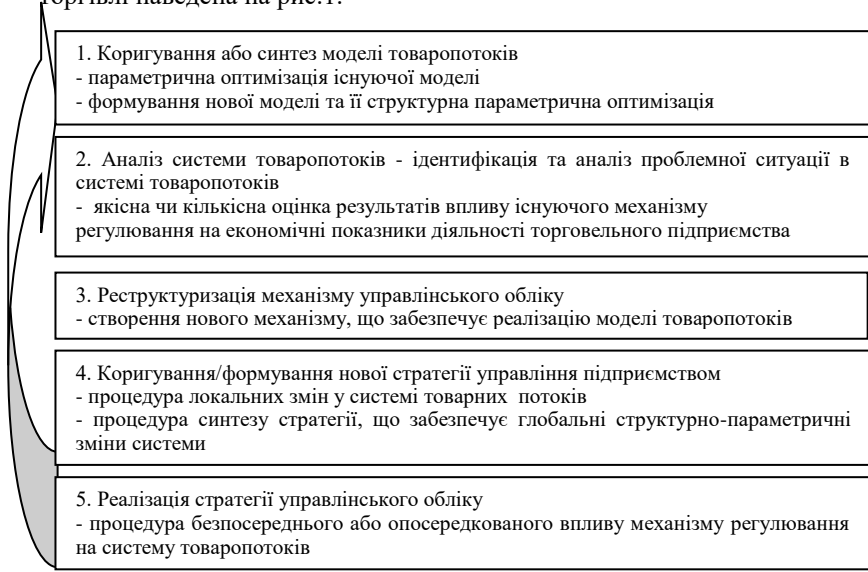 торгівлі наведена на рис.1.
1. Коригування або синтез моделі товаропотоків
- параметрична оптимізація існуючої моделі
- формування нової моделі та її структурна параметрична оптимізація
2. Аналіз системи товаропотоків - ідентифікація та аналіз проблемної ситуації в
системі товаропотоків
- якісна чи кількісна оцінка результатів впливу існуючого механізму
регулювання на економічні показники діяльності торговельного підприємства
3. Реструктуризація механізму управлінського обліку
- створення нового механізму, що забезпечує реалізацію моделі товаропотоків
4. Коригування/формування нової стратегії управління підприємством
- процедура локальних змін у системі товарних потоків
- процедура синтезу стратегії, що забезпечує глобальні структурно-параметричні
зміни системи
5. Реалізація стратегії управлінського обліку
- процедура безпосереднього або опосередкованого впливу механізму регулювання
на систему товаропотоків